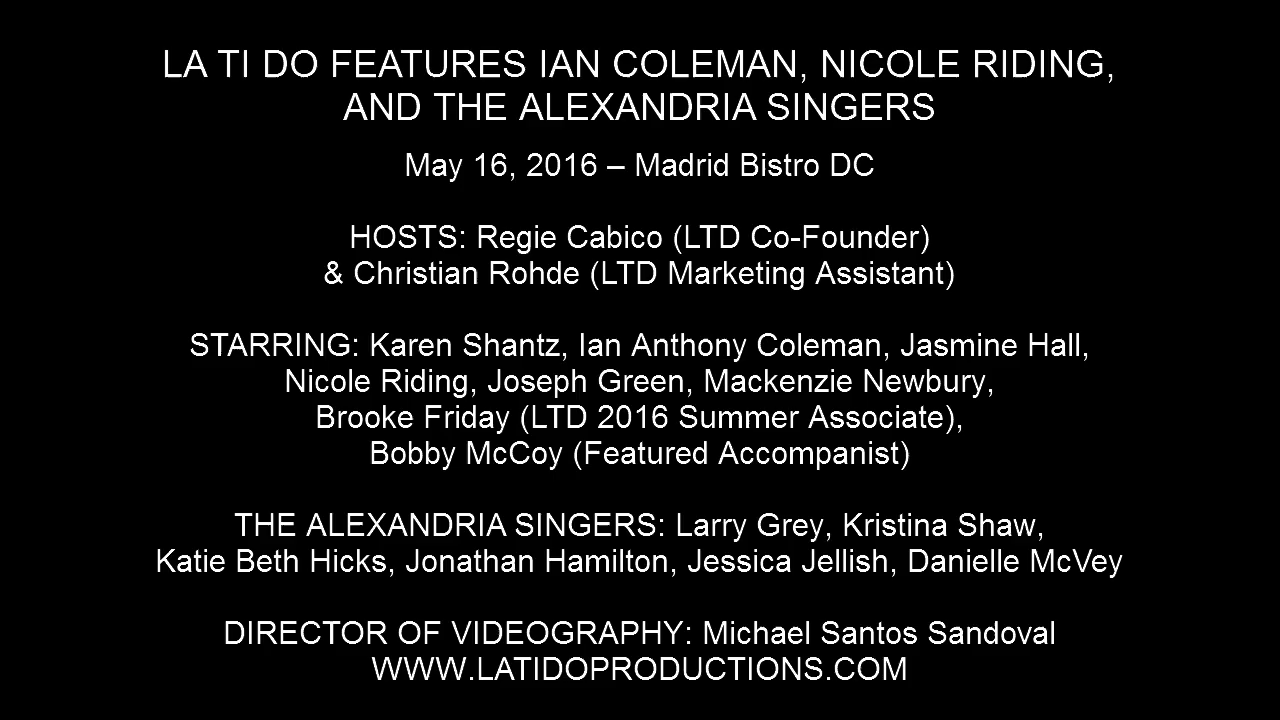 LA TI DO FEATURES IAN COLEMAN, NICOLE RIDING,
AND THE ALEXANDRIA SINGERS
May 16, 2016 – Madrid Bistro DC
HOSTS: Regie Cabico (LTD Co-Founder)
& Christian Rohde (LTD Marketing Assistant)
STARRING: Karen Shantz, Ian Anthony Coleman, Jasmine Hall,
Nicole Riding, Joseph Green, Mackenzie Newbury,
Brooke Friday (LTD 2016 Summer Associate),
Bobby McCoy (Featured Accompanist)
THE ALEXANDRIA SINGERS: Larry Grey, Kristina Shaw,
Katie Beth Hicks, Jonathan Hamilton, Jessica Jellish, Danielle McVey
DIRECTOR OF VIDEOGRAPHY: Michael Santos Sandoval
WWW.LATIDOPRODUCTIONS.COM